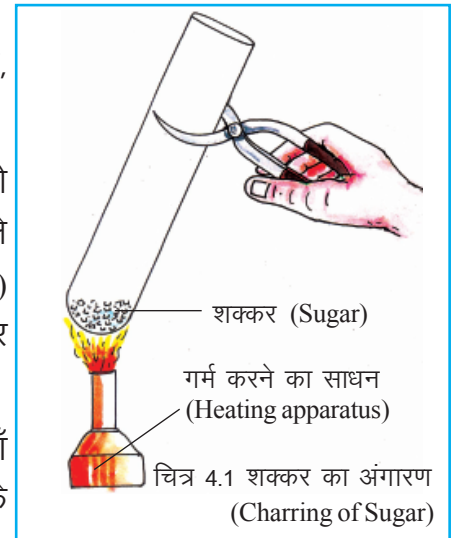 शक्कर (Sugar)
गर्म करने का साधन
(Heating apparatus)
चित्र 4.1 शक्कर का अंगारण
(Charring of Sugar)